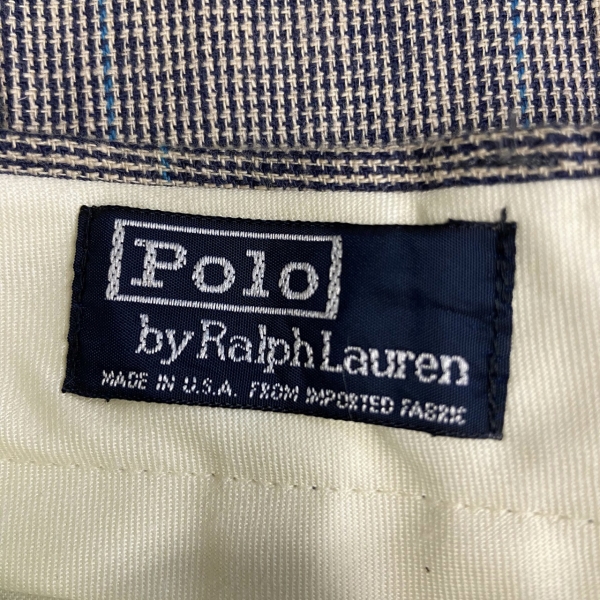 Polo
by Ralph Lauren
MADE IN U.S.A. FROM IMPORTED FABRIC